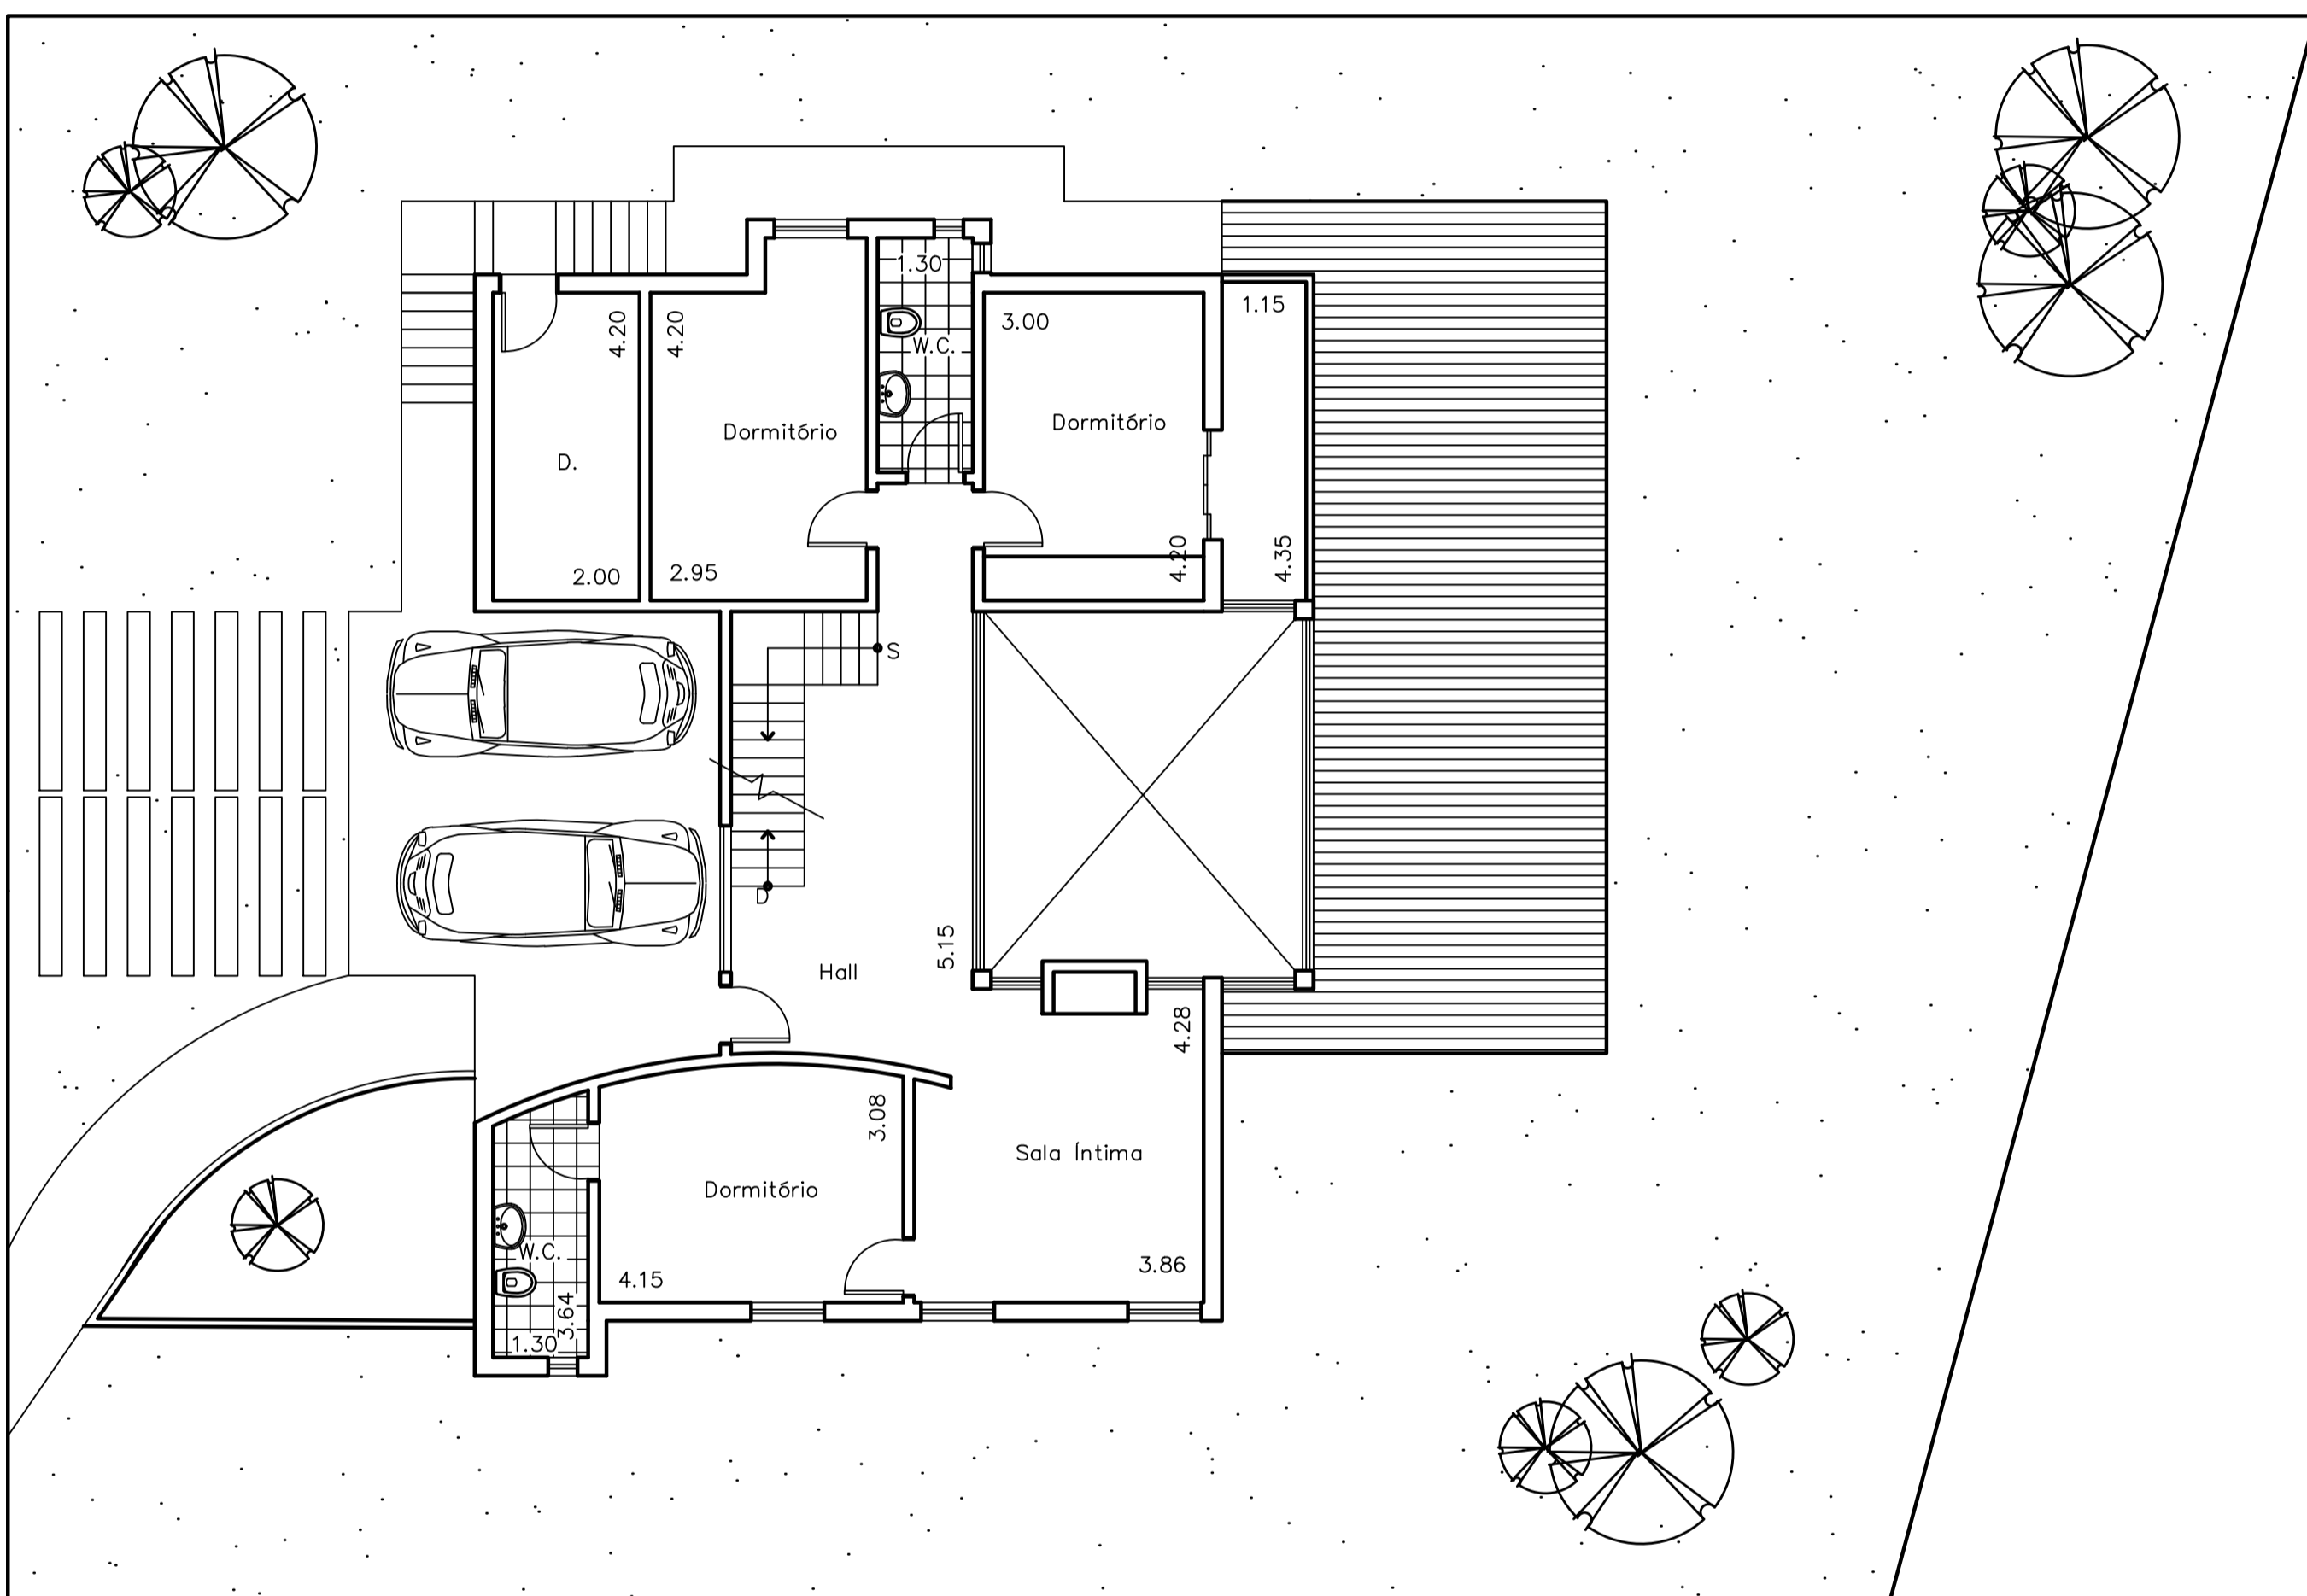 1.30
1.15
3.00
4.20
4.20
W.C.
Dormitório
Dormitório
D.
4.20
4.35
2.00
2.95
S
D
5.15
Hall
4.28
3.08
Sala Íntima
Dormitório
W.C.
3.86
4.15
3.64
1.30